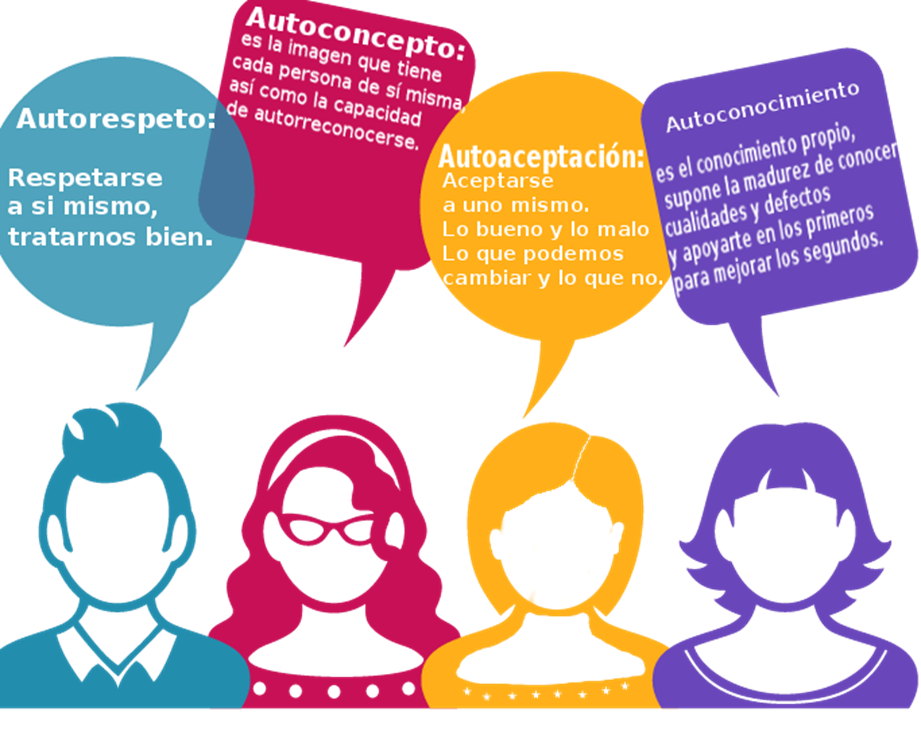 Autorespeto:
Respetarse
a si mismo,
tratarnos bien.
Autoconcepto:
es la imagen que tiene
cada persona de sí misma,
así como la capacidad
de autorreconocerse.
Autoaceptación:
Aceptarse
a uno mismo.
Lo bueno y lo malo
Lo que podemos
cambiar y lo que no.
Autoconocimiento
es el conocimiento propio,
supone la madurez de conocer
cualidades y defectos
y apoyarte en los primeros
para mejorar los segundos.